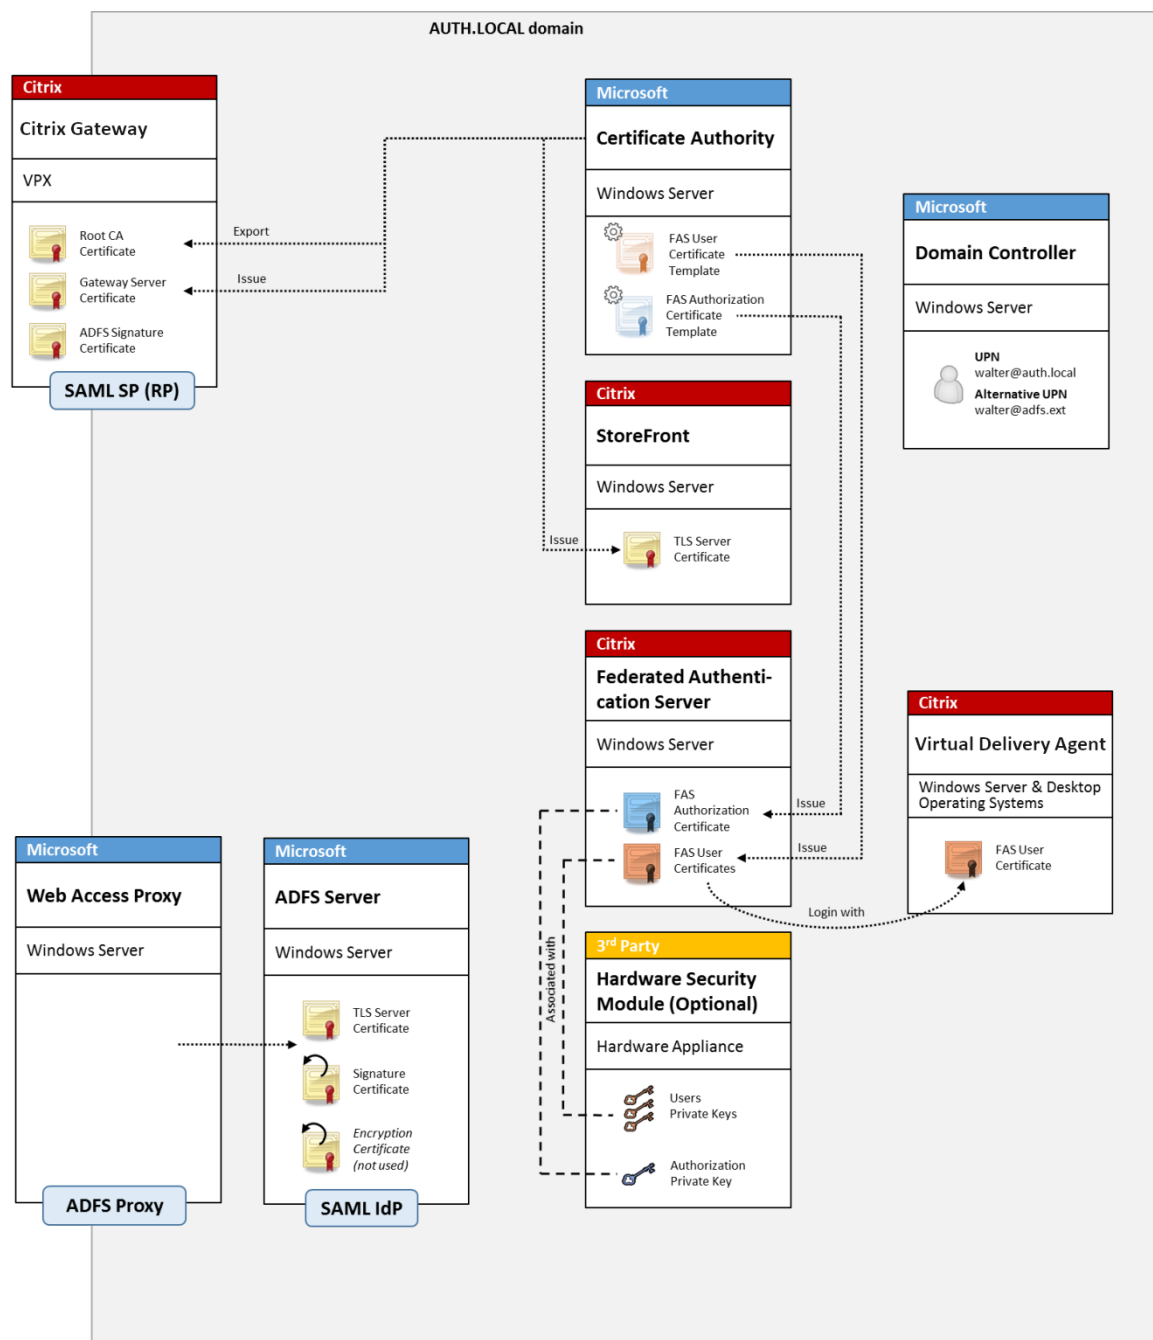 AUTH.LOCAL domain
Citrix
Citrix Gateway
VPX
Root CA
Certificate
Gateway Server
Certificate
ADFS Signature
Certificate
SAML SP (RP)
Export
Issue
Microsoft
Certificate Authority
Windows Server
FAS User
Certificate
Template
FAS Authorization
Certificate
Template
Microsoft
Domain Controller
Windows Server
UPN
walter@auth.local
Alternative UPN
walter@adfs.ext
Citrix
StoreFront
Windows Server
Issue
TLS Server
Certificate
Citrix
Federated Authenti-
cation Server
Windows Server
FAS
Authorization
Certificate
FAS User
Certificates
Issue
Issue
Login with
Associated with
Citrix
Virtual Delivery Agent
Windows Server & Desktop
Operating Systems
FAS User
Certificate
Microsoft
Web Access Proxy
Windows Server
ADFS Proxy
Microsoft
ADFS Server
Windows Server
TLS Server
Certificate
Signature
Certificate
Encryption
Certificate
(not used)
SAML IdP
3rd Party
Hardware Security
Module (Optional)
Hardware Appliance
Users
Private Keys
Authorization
Private Key